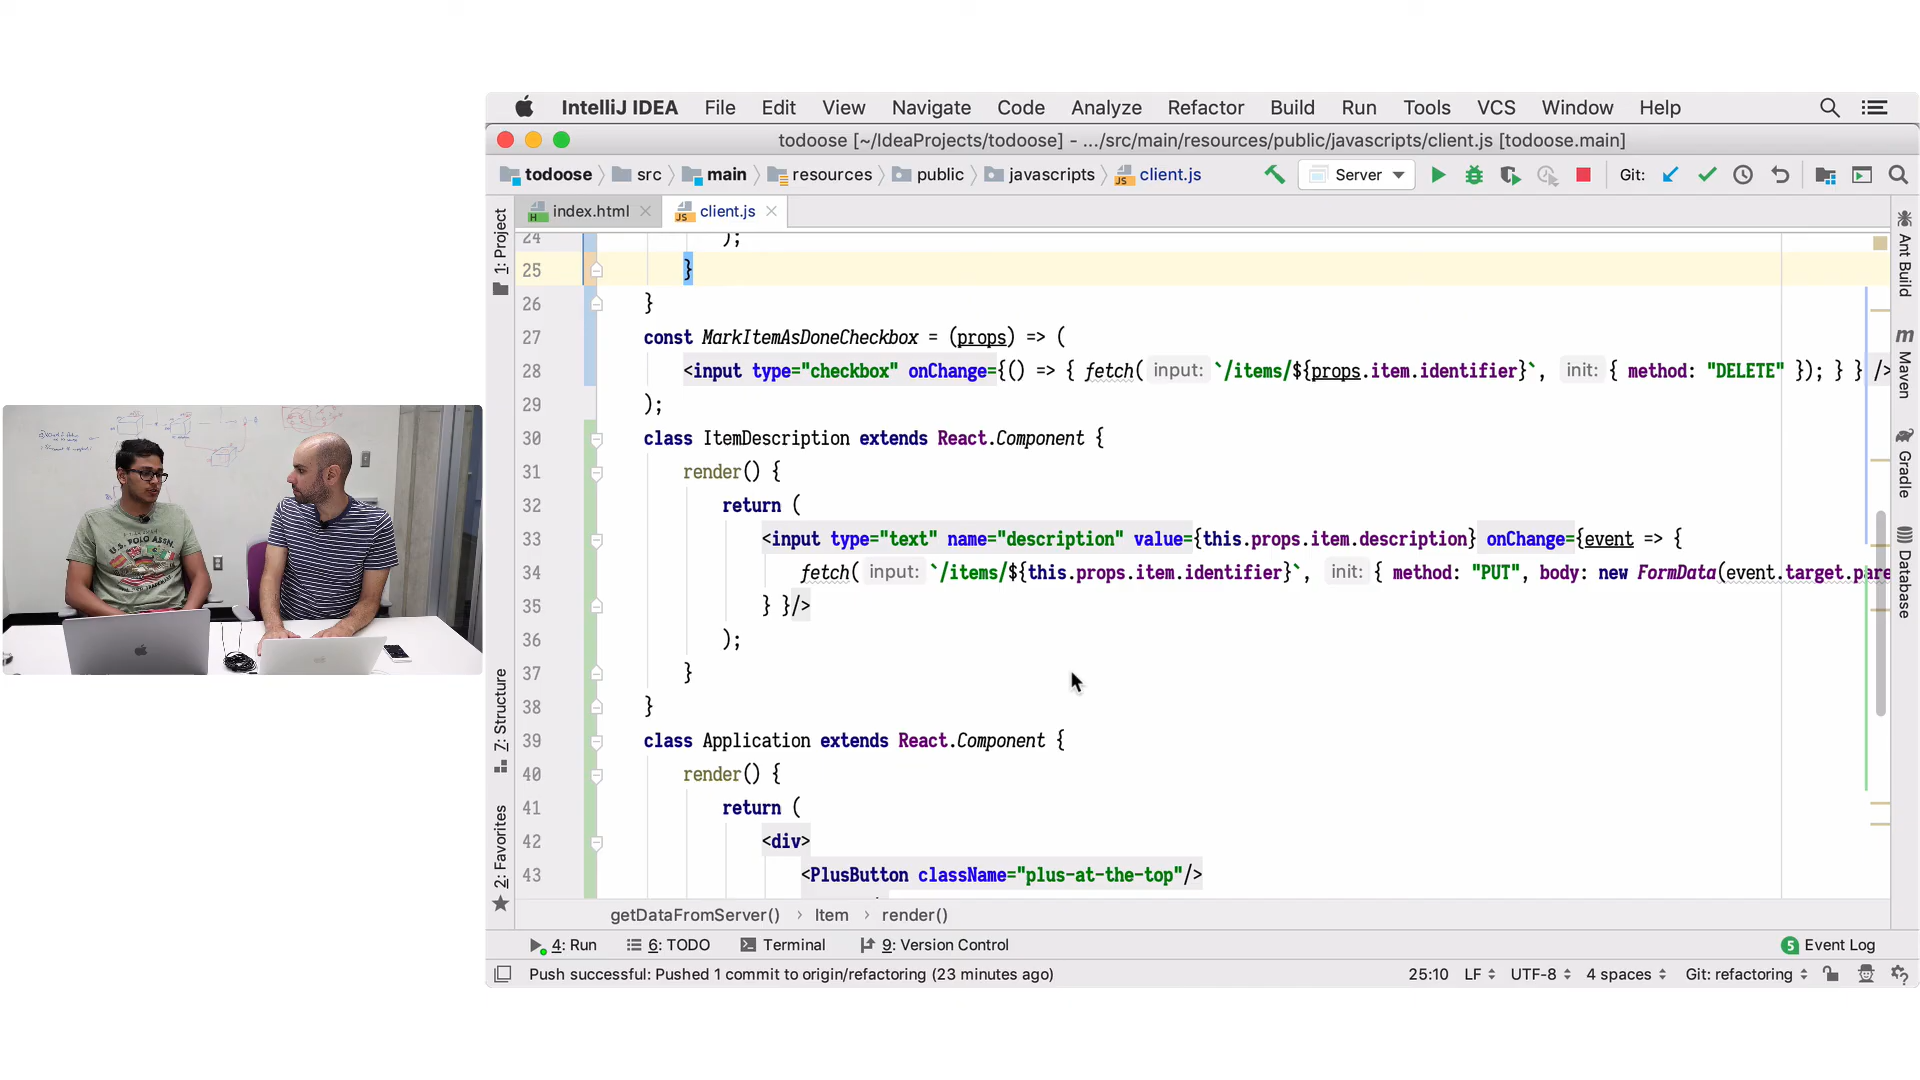 IntelliJ IDEA File Edit View Navigate Code Analyze Refactor Build Run Tools VCS Window Help
todoose [~/IdeaProjects/todoose] - .../src/main/resources/public/javascripts/client.js [todoose.main]
todoose src main resources public javascripts client.js Server Git:
index.html client.js
1: Project
7: Structure
2: Favorites
24 );
25 }
26 }
27 const MarkItemAsDoneCheckbox = (props) => (
28 <input type="checkbox" onChange={() => { fetch( input: `/items/${props.item.identifier}`, init: { method: "DELETE" }); } } />
29 );
30 class ItemDescription extends React.Component {
31 render() {
32 return (
33 <input type="text" name="description" value={this.props.item.description} onChange={event => {
34 fetch( input: `/items/${this.props.item.identifier}`, init: { method: "PUT", body: new FormData(event.target.pare
35 } }/>
36 );
37 }
38 }
39 class Application extends React.Component {
40 render() {
41 return (
42 <div>
43 <PlusButton className="plus-at-the-top"/>
Ant Build
Maven
Gradle
Database
getDataFromServer() › Item › render()
4: Run 6: TODO Terminal 9: Version Control 5 Event Log
Push successful: Pushed 1 commit to origin/refactoring (23 minutes ago) 25:10 LF UTF-8 4 spaces Git: refactoring
U.S. POLO ASSN.